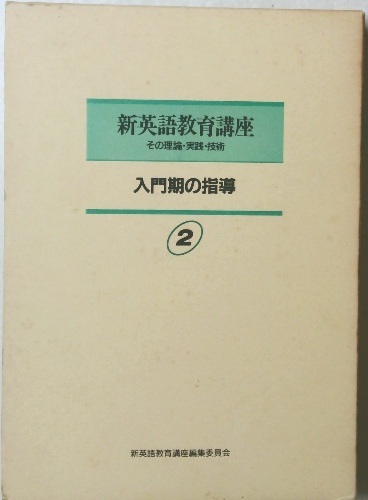 新英語教育講座
その理論・実践・技術
入門期の指導
2
新英語教育講座編集委員会